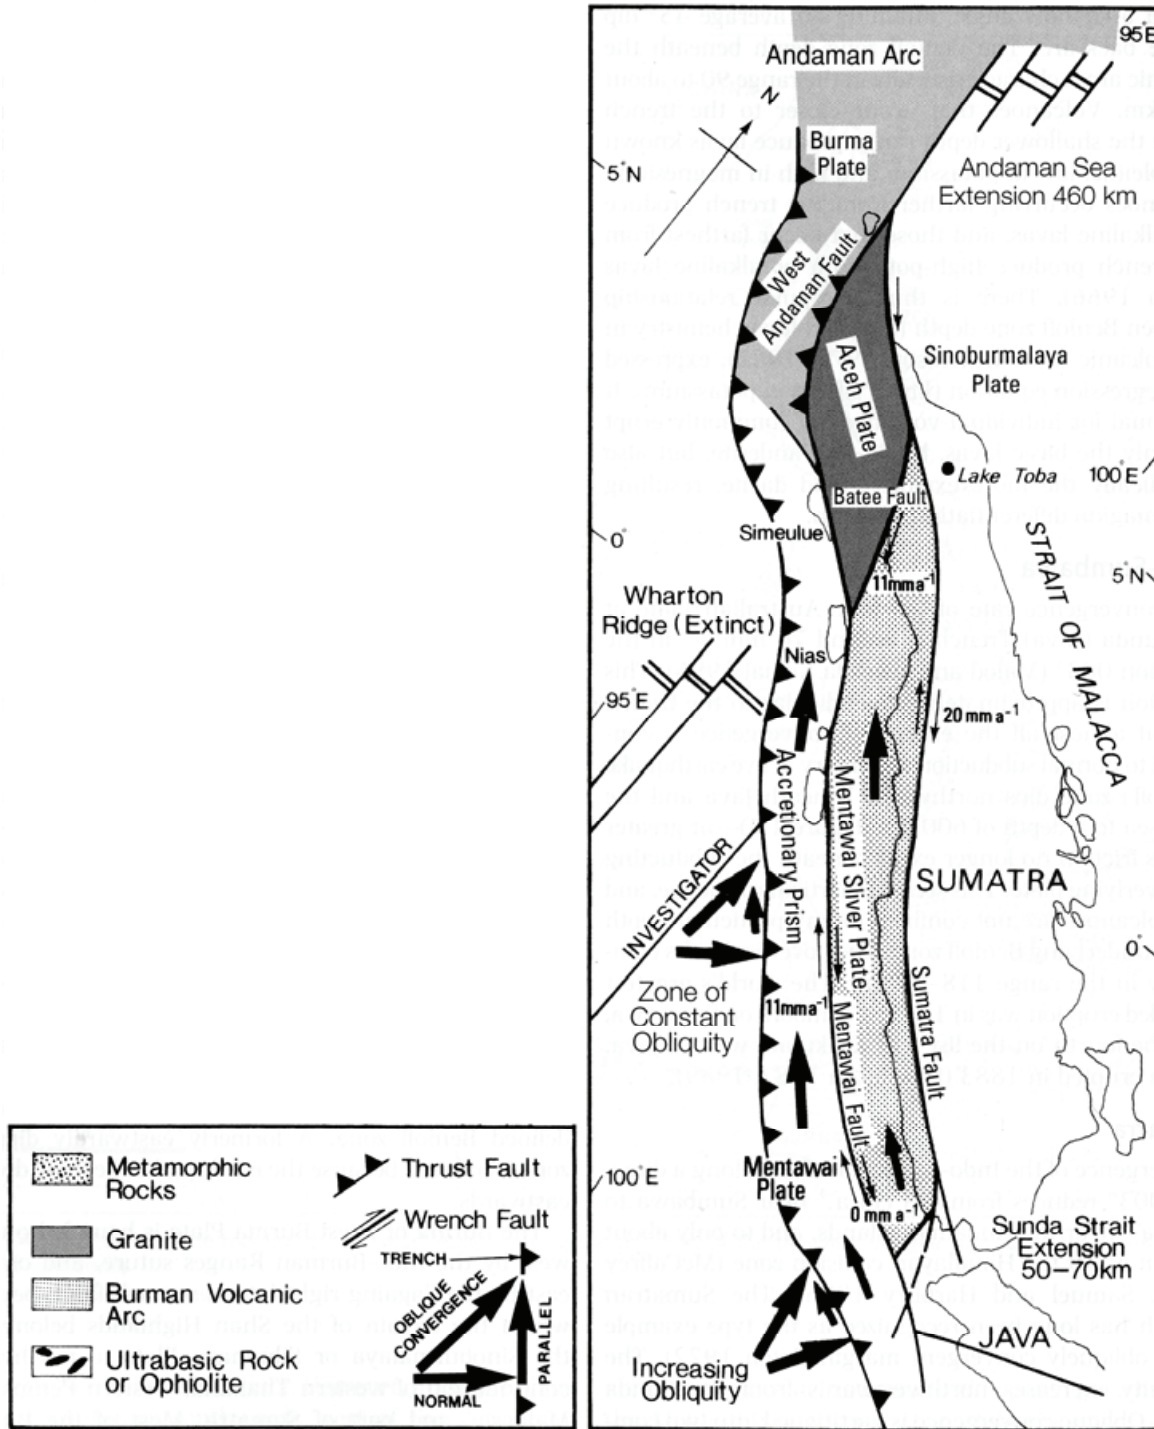 95°E
Andaman Arc
N
Burma
Plate
5°N
Andaman Sea
Extension 460 km
West
Andaman Fault
Aceh Plate
Sinoburmalaya
Plate
Lake Toba
100°E
Batee Fault
Simeulue
0°
11mm a⁻¹
5°N
STRAIT OF MALACCA
Wharton
Ridge (Extinct)
Nias
95°E
20 mm a⁻¹
Accretionary Prism
Mentawai Sliver Plate
SUMATRA
INVESTIGATOR
0°
Zone of
Constant
Obliquity
11mm a⁻¹
Mentawai Fault
Sumatra Fault
Mentawai
Plate
100°E
0 mm a⁻¹
Sunda Strait
Extension
50-70km
JAVA
Increasing
Obliquity
Metamorphic
Rocks
Granite
Burman Volcanic
Arc
Ultrabasic Rock
or Ophiolite
Thrust Fault
Wrench Fault
TRENCH
OBLIQUE
CONVERGENCE
PARALLEL
NORMAL